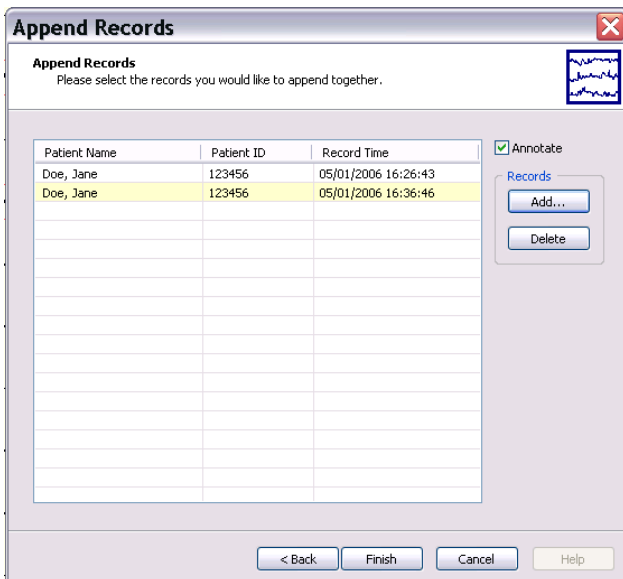 Append Records
Append Records
Please select the records you would like to append together.
Patient Name Patient ID Record Time
Doe, Jane 123456 05/01/2006 16:26:43
Doe, Jane 123456 05/01/2006 16:36:46
Annotate
Records
Add...
Delete
< Back Finish Cancel Help